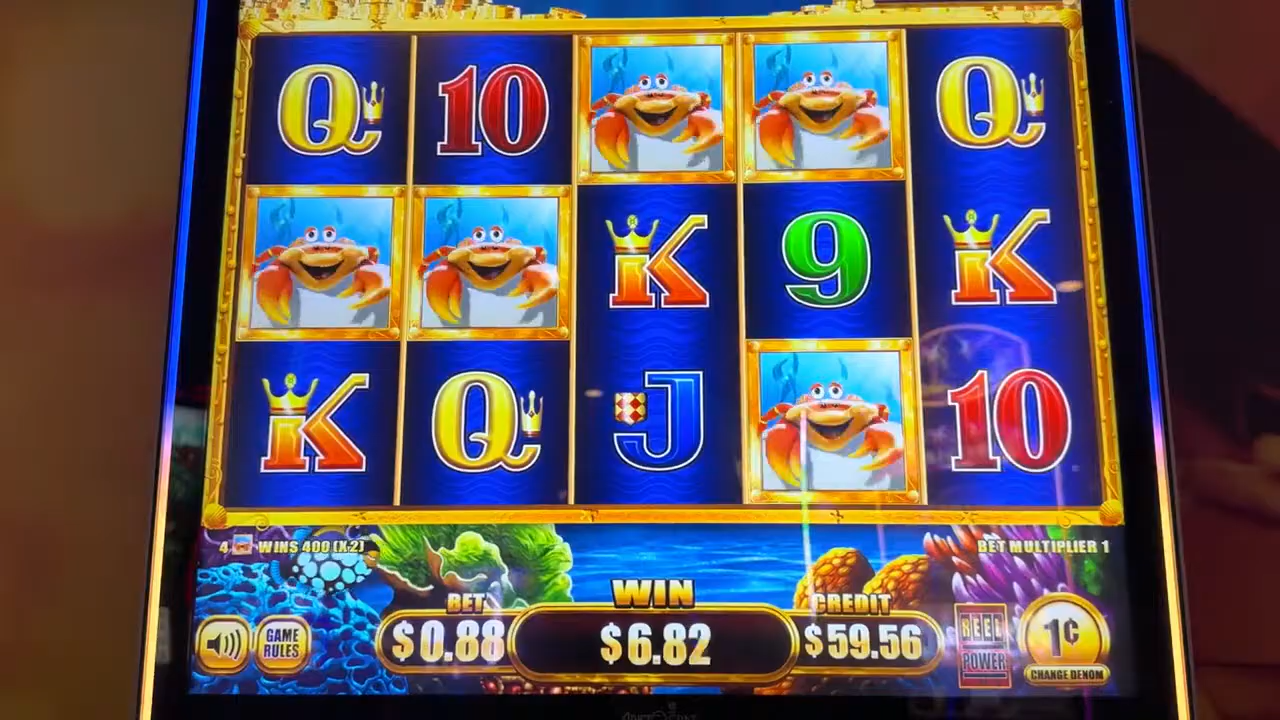 Q 10 Q
K 9 K
K Q J 10
4 WINS 400 (X2)
BET MULTIPLIER 1
BET WIN CREDIT
GAME RULES
$0.88 $6.82 $59.56
REEL POWER
1¢
CHANGE DENOM